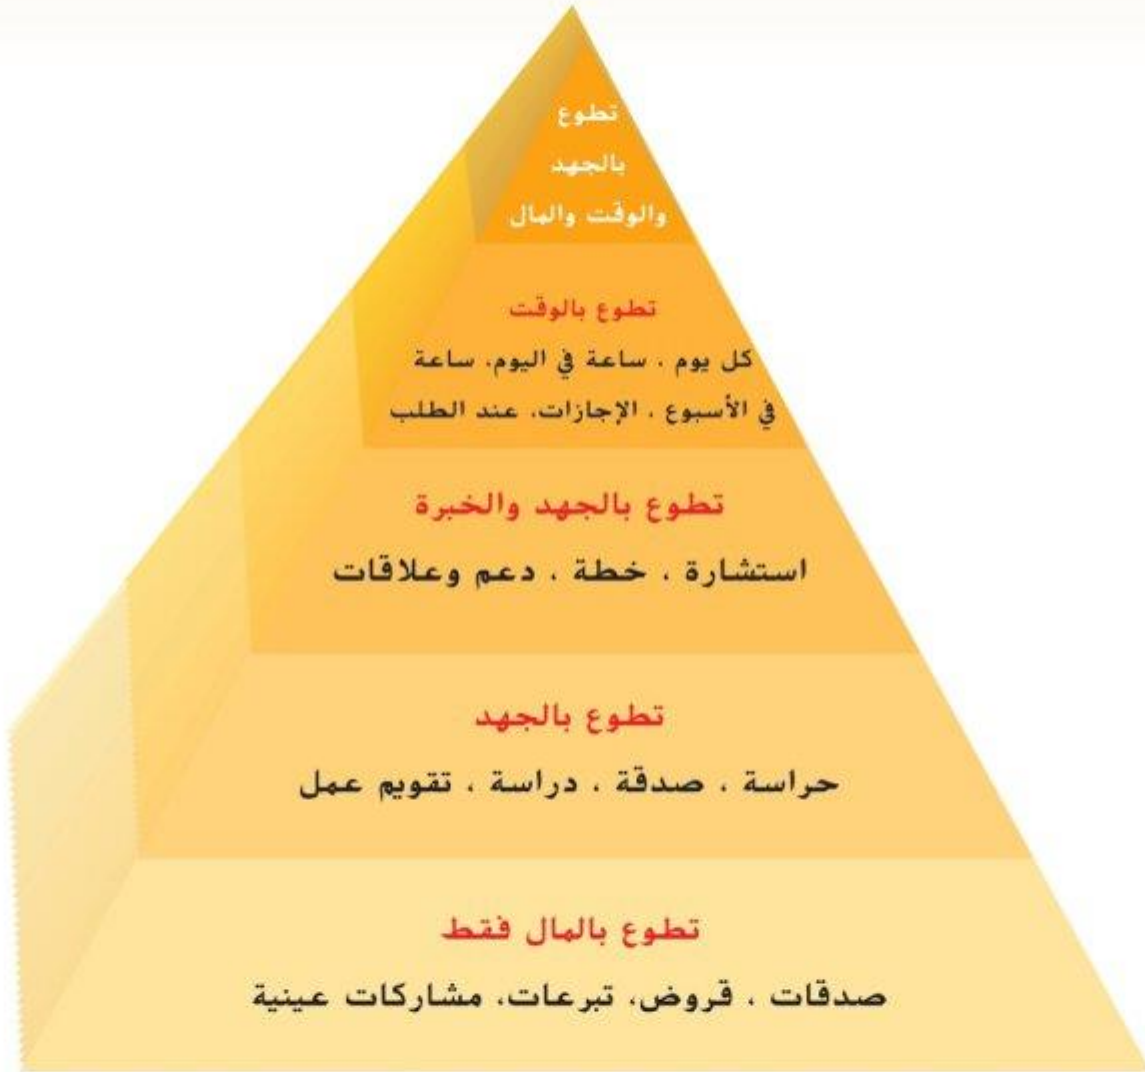 تطوع
بالجهد
والوقت والمال
تطوع بالوقت
كل يوم ، ساعة في اليوم، ساعة
في الأسبوع ، الإجازات، عند الطلب
تطوع بالجهد والخبرة
استشارة ، خطة ، دعم وعلاقات
تطوع بالجهد
حراسة ، صدقة ، دراسة ، تقويم عمل
تطوع بالمال فقط
صدقات ، قروض، تبرعات، مشاركات عينية